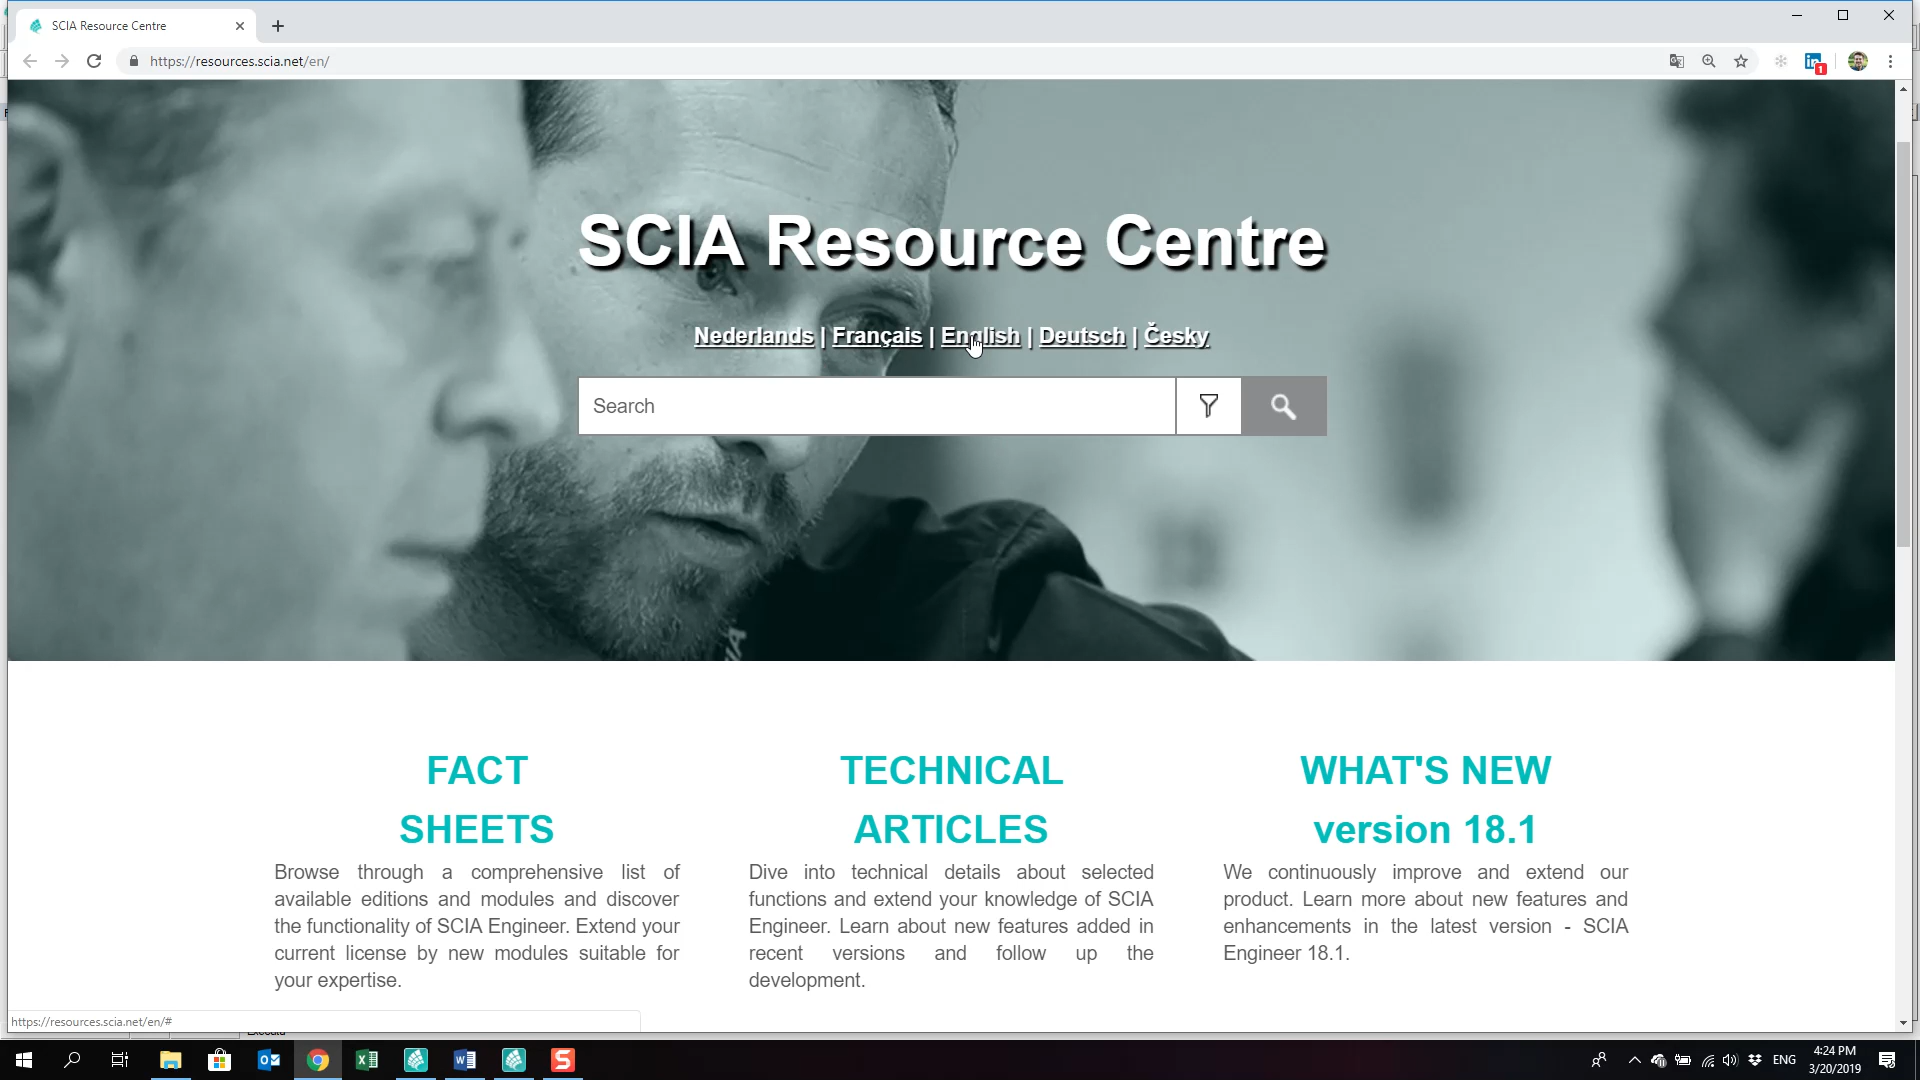 SCIA Resource Centre
https://resources.scia.net/en/
1
SCIA Resource Centre
Nederlands | Français | English | Deutsch | Česky
Search
FACT
SHEETS
Browse through a comprehensive list of
available editions and modules and discover
the functionality of SCIA Engineer. Extend your
current license by new modules suitable for
your expertise.
TECHNICAL
ARTICLES
Dive into technical details about selected
functions and extend your knowledge of SCIA
Engineer. Learn about new features added in
recent versions and follow up the
development.
WHAT'S NEW
version 18.1
We continuously improve and extend our
product. Learn more about new features and
enhancements in the latest version - SCIA
Engineer 18.1.
https://resources.scia.net/en/#
ENG
4:24 PM
3/20/2019